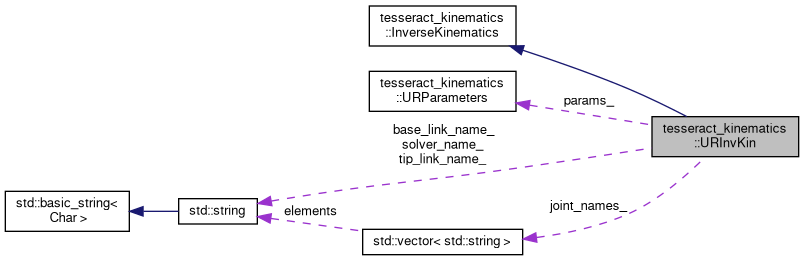 tesseract_kinematics
::InverseKinematics
tesseract_kinematics
::URParameters
params_
tesseract_kinematics
::URInvKin
base_link_name_
solver_name_
tip_link_name_
std::basic_string<
Char >
std::string
elements
joint_names_
std::vector< std::string >